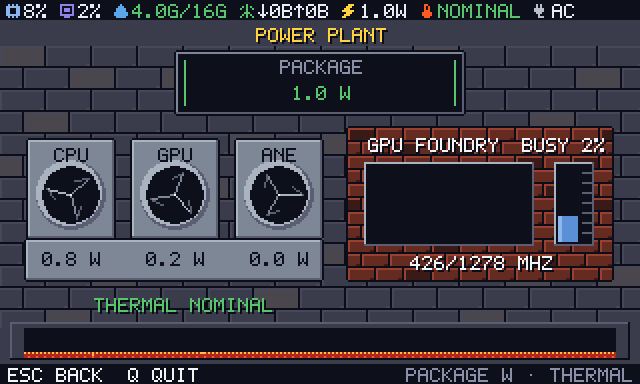 8% 2% 4.0G/16G ↓0B↑0B 1.0W NOMINAL AC
POWER PLANT
PACKAGE
1.0 W
CPU GPU ANE
0.8 W 0.2 W 0.0 W
GPU FOUNDRY BUSY 2%
426/1278 MHZ
THERMAL NOMINAL
ESC BACK Q QUIT PACKAGE W · THERMAL